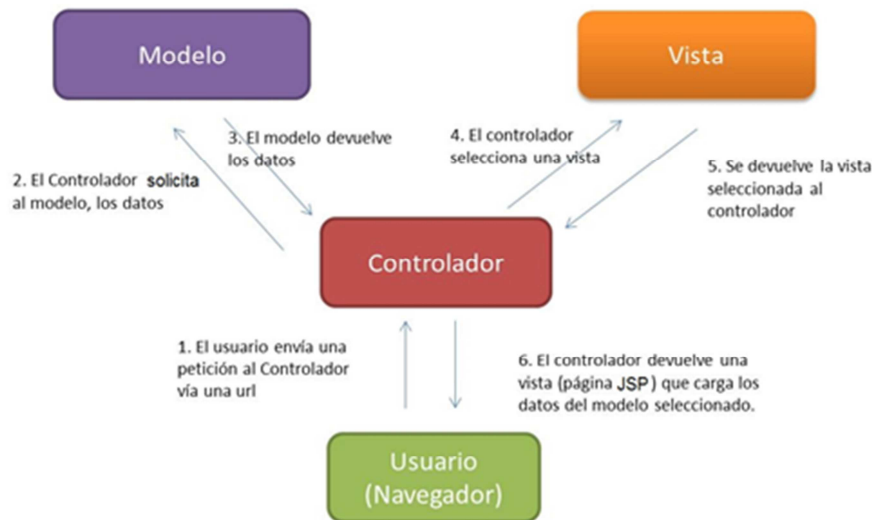 Modelo
Vista
3. El modelo devuelve
los datos
4. El controlador
selecciona una vista
2. El Controlador solicita
al modelo, los datos
5. Se devuelve la vista
seleccionada al
controlador
Controlador
1. El usuario envía una
petición al Controlador
vía una url
6. El controlador devuelve una
vista (página JSP) que carga los
datos del modelo seleccionado.
Usuario
(Navegador)